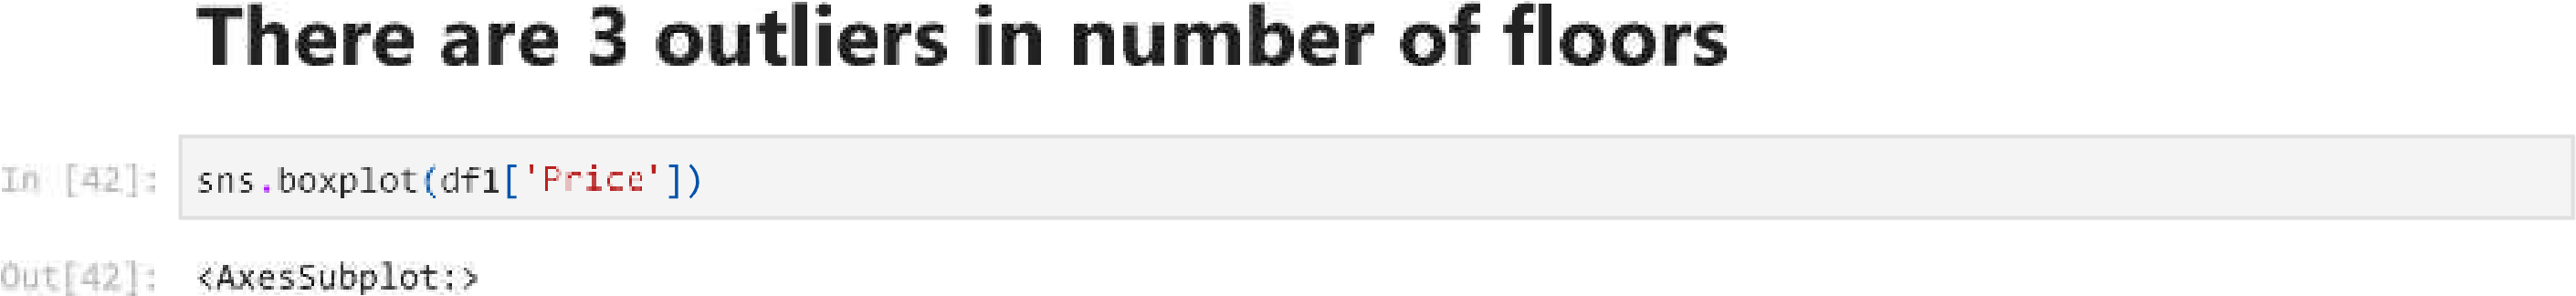 There are 3 outliers in number of floors
In [42]: sns.boxplot(df1['Price'])
Out[42]: <AxesSubplot:>